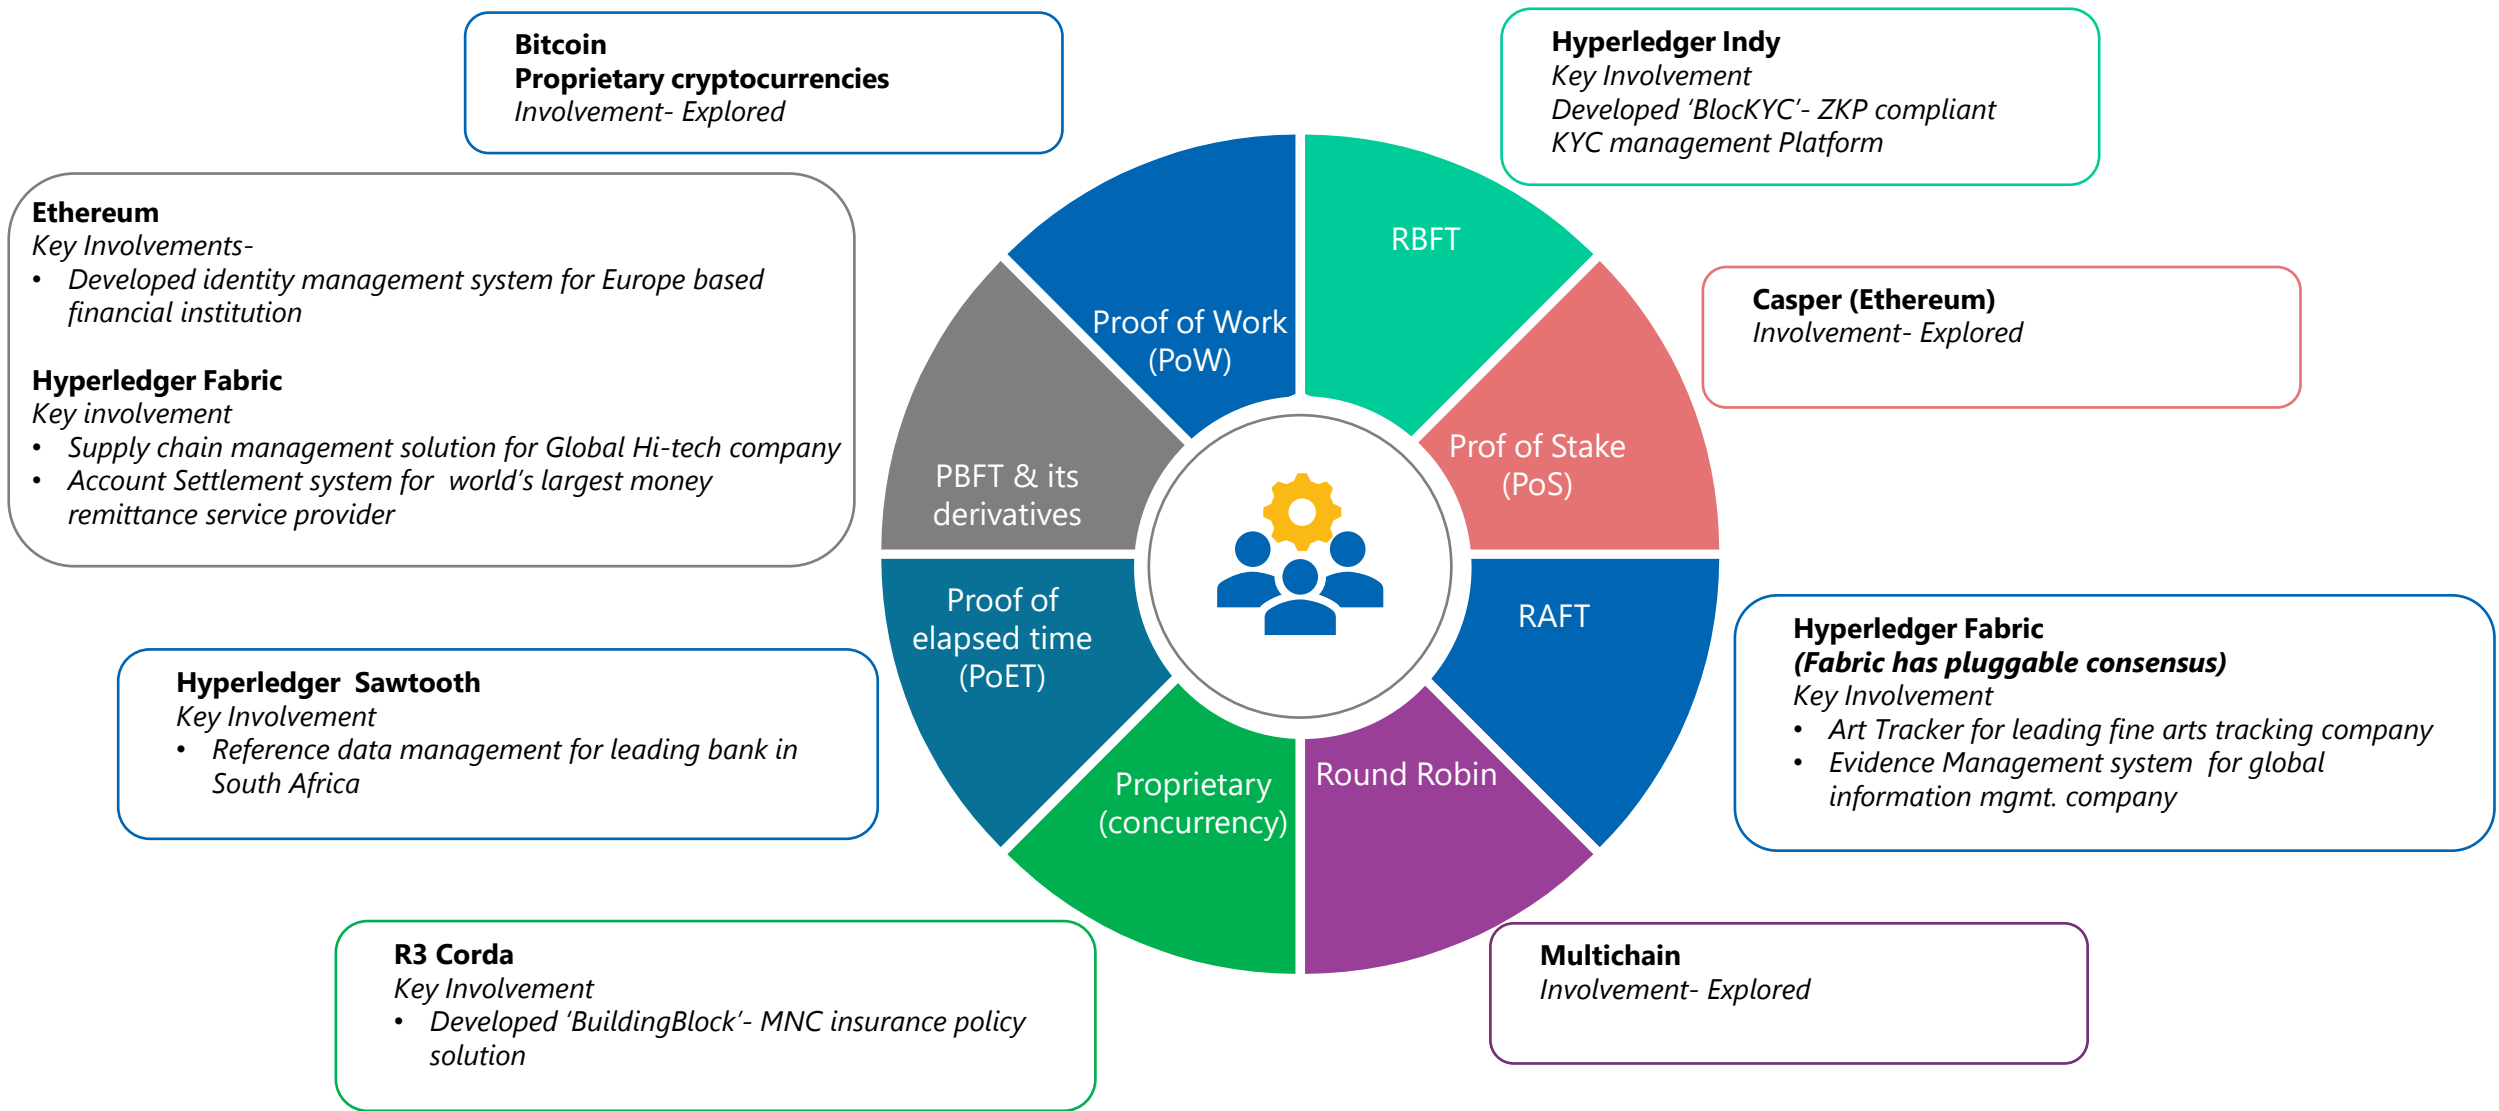 Bitcoin
Proprietary cryptocurrencies
Involvement- Explored
Hyperledger Indy
Key Involvement
Developed ‘BlocKYC’- ZKP compliant
KYC management Platform
Ethereum
Key Involvements-
• Developed identity management system for Europe based
financial institution
Hyperledger Fabric
Key involvement
• Supply chain management solution for Global Hi-tech company
• Account Settlement system for  world’s largest money
remittance service provider
Casper (Ethereum)
Involvement- Explored
RBFT
Proof of Work
(PoW)
Prof of Stake
(PoS)
PBFT & its
derivatives
Proof of
elapsed time
(PoET)
RAFT
Round Robin
Proprietary
(concurrency)
Hyperledger  Sawtooth
Key Involvement
• Reference data management for leading bank in
South Africa
Hyperledger Fabric
(Fabric has pluggable consensus)
Key Involvement
• Art Tracker for leading fine arts tracking company
• Evidence Management system  for global
information mgmt. company
R3 Corda
Key Involvement
• Developed ‘BuildingBlock’- MNC insurance policy
solution
Multichain
Involvement- Explored